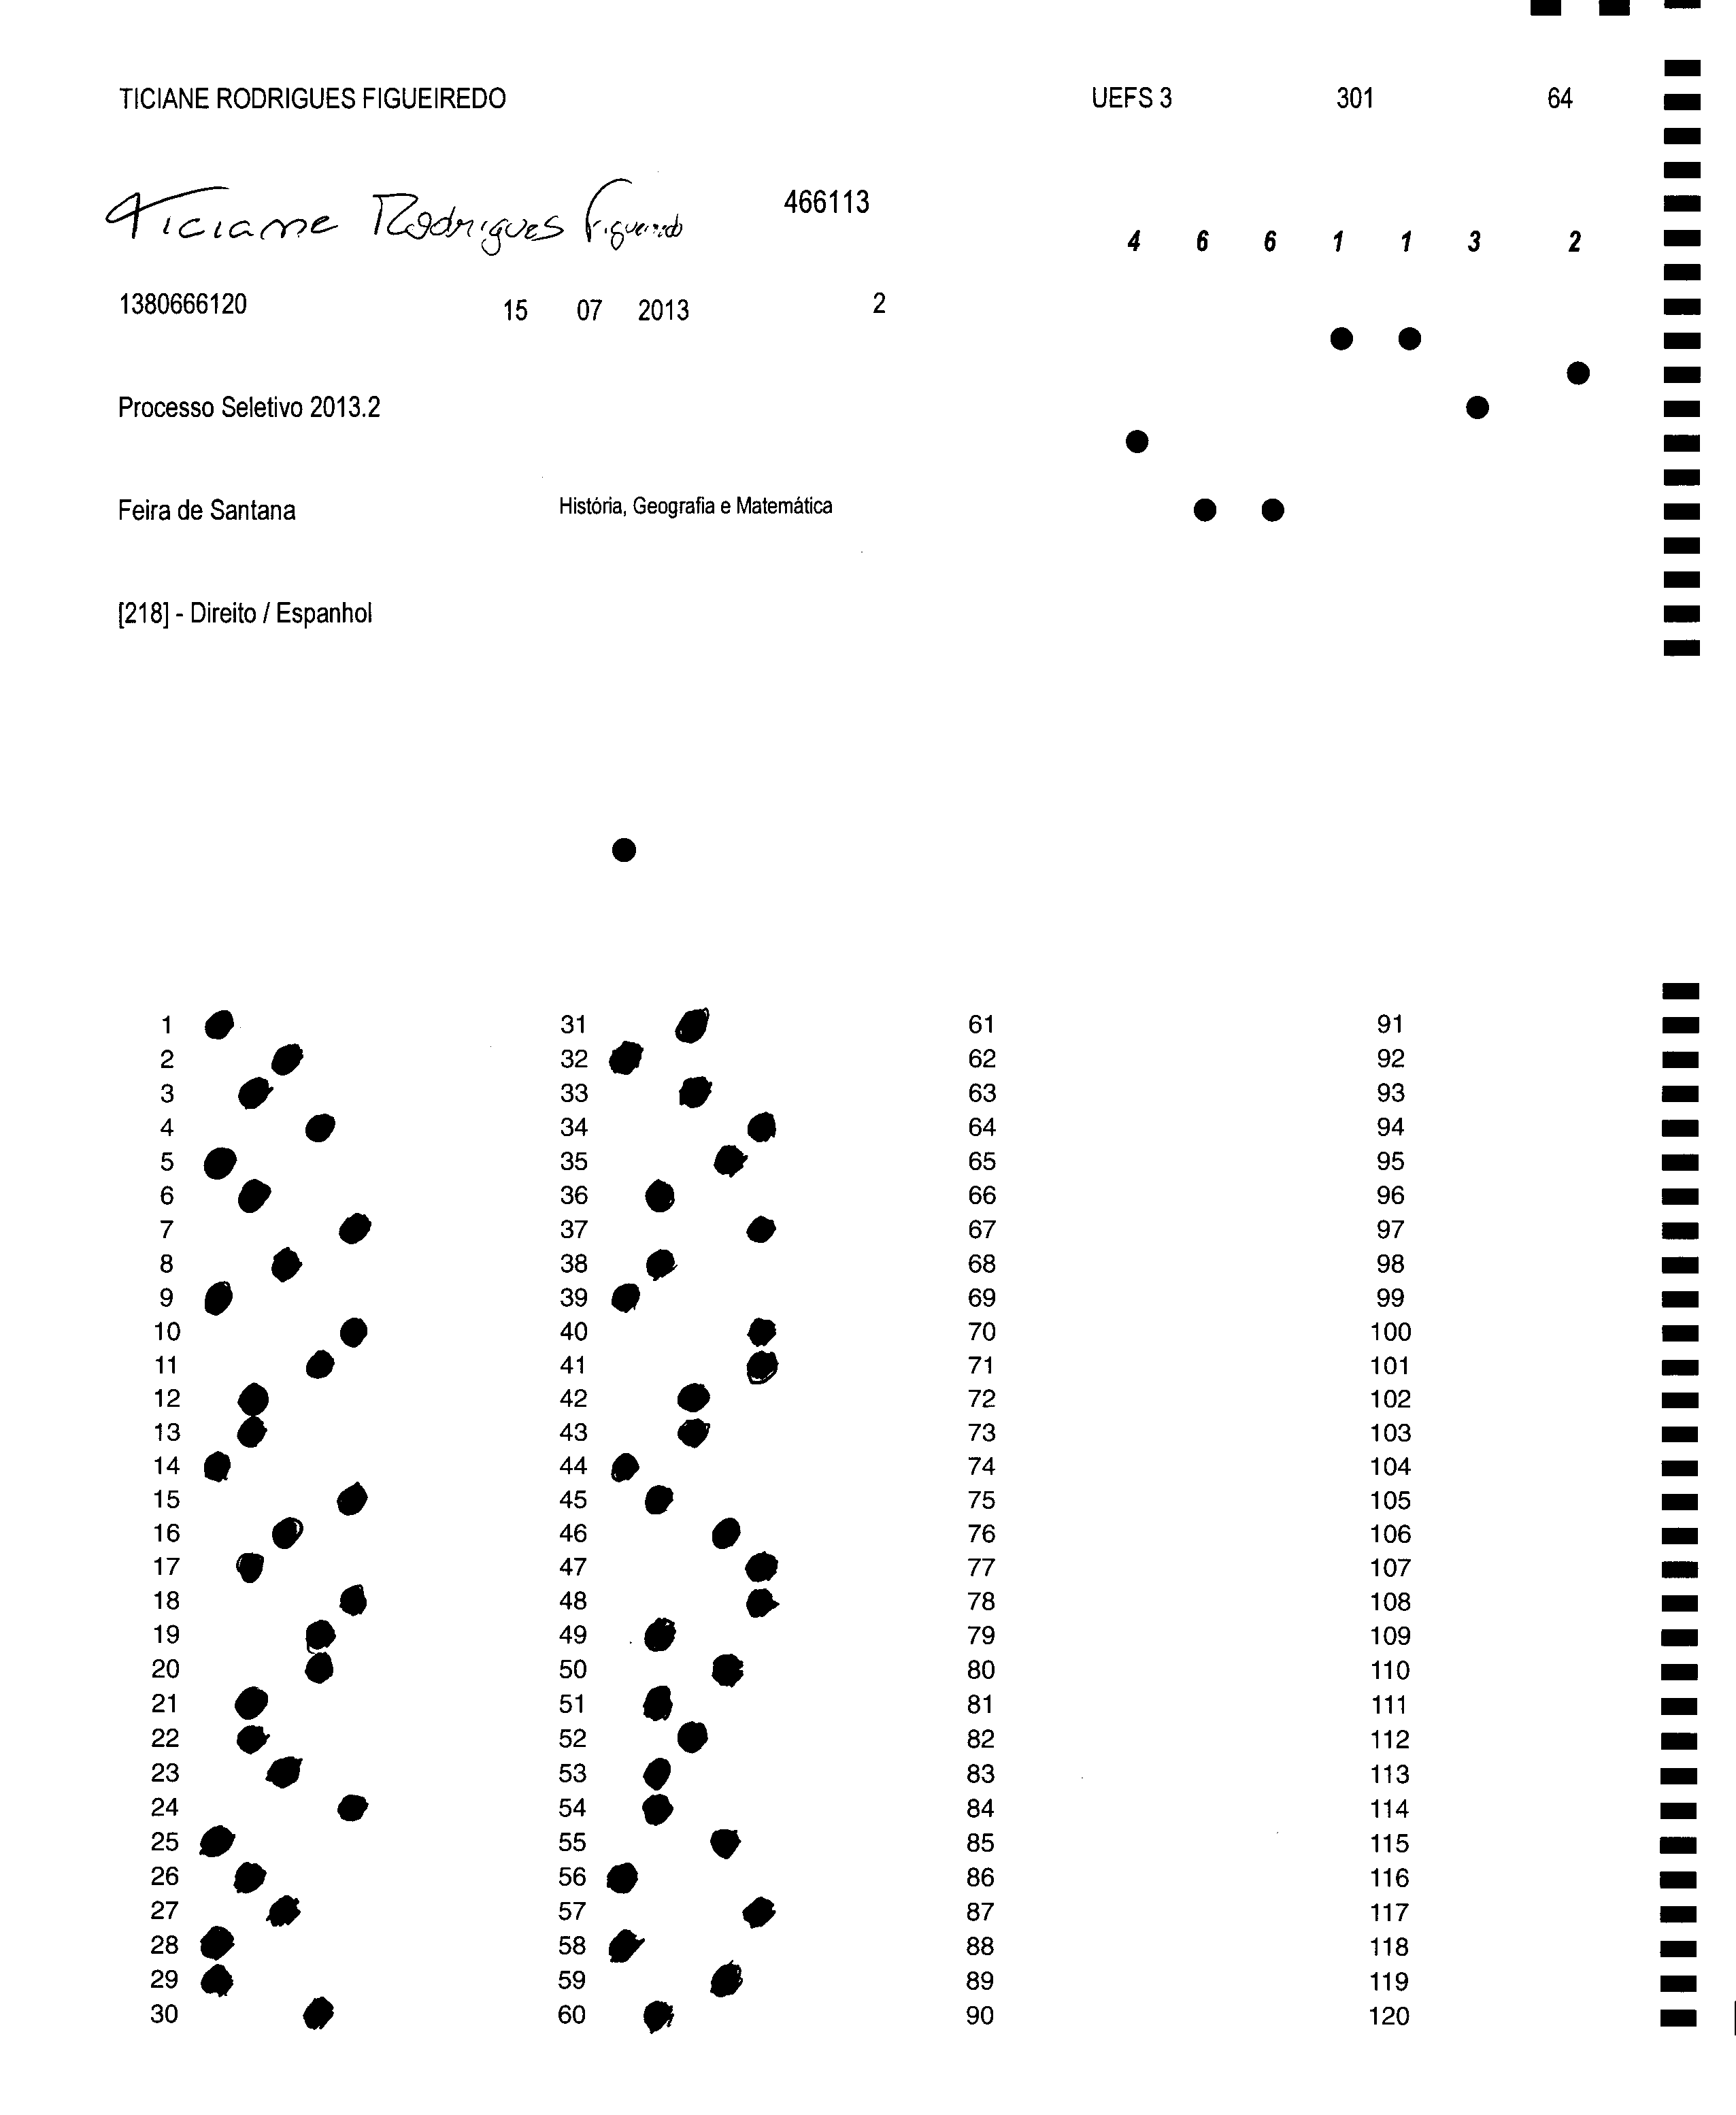 TICIANE RODRIGUES FIGUEIREDO UEFS 3 301 64
Ticiane Rodrigues Figueiredo 466113
4 6 6 1 1 3 2
1380666120 15 07 2013 2
Processo Seletivo 2013.2
Feira de Santana História, Geografia e Matemática
[218] - Direito / Espanhol
1 31 61 91
2 32 62 92
3 33 63 93
4 34 64 94
5 35 65 95
6 36 66 96
7 37 67 97
8 38 68 98
9 39 69 99
10 40 70 100
11 41 71 101
12 42 72 102
13 43 73 103
14 44 74 104
15 45 75 105
16 46 76 106
17 47 77 107
18 48 78 108
19 49 79 109
20 50 80 110
21 51 81 111
22 52 82 112
23 53 83 113
24 54 84 114
25 55 85 115
26 56 86 116
27 57 87 117
28 58 88 118
29 59 89 119
30 60 90 120